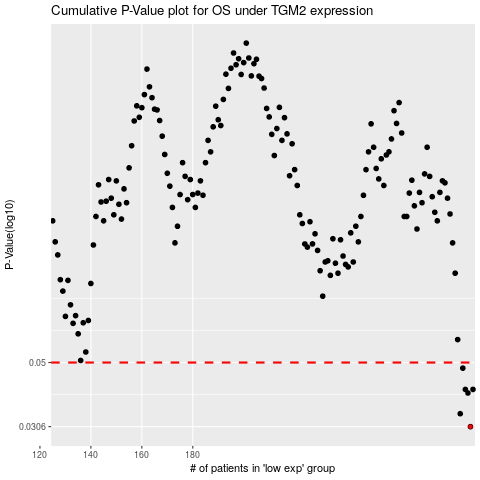 Cumulative P-Value plot for OS under TGM2 expression
P-Value(log10)
0.05
0.0306
120 140 160 180
# of patients in 'low exp' group